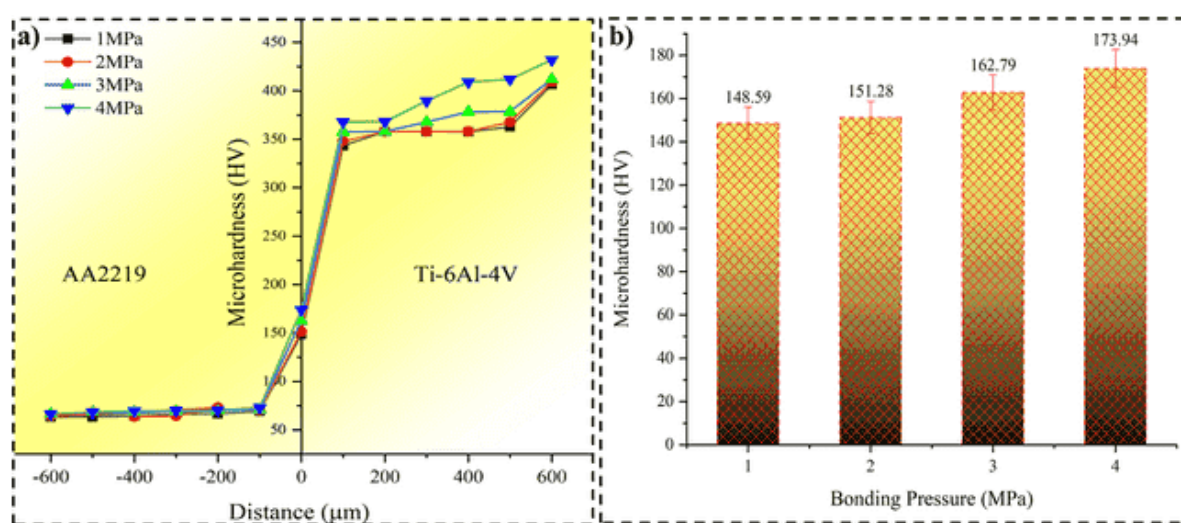 a)
1MPa
2MPa
3MPa
4MPa
Microhardness (HV)
450
400
350
300
250
200
150
100
50
AA2219
Ti-6Al-4V
-600 -400 -200 0 200 400 600
Distance (μm)
b)
Microhardness (HV)
180
160
140
120
100
80
60
40
20
0
148.59
151.28
162.79
173.94
1 2 3 4
Bonding Pressure (MPa)